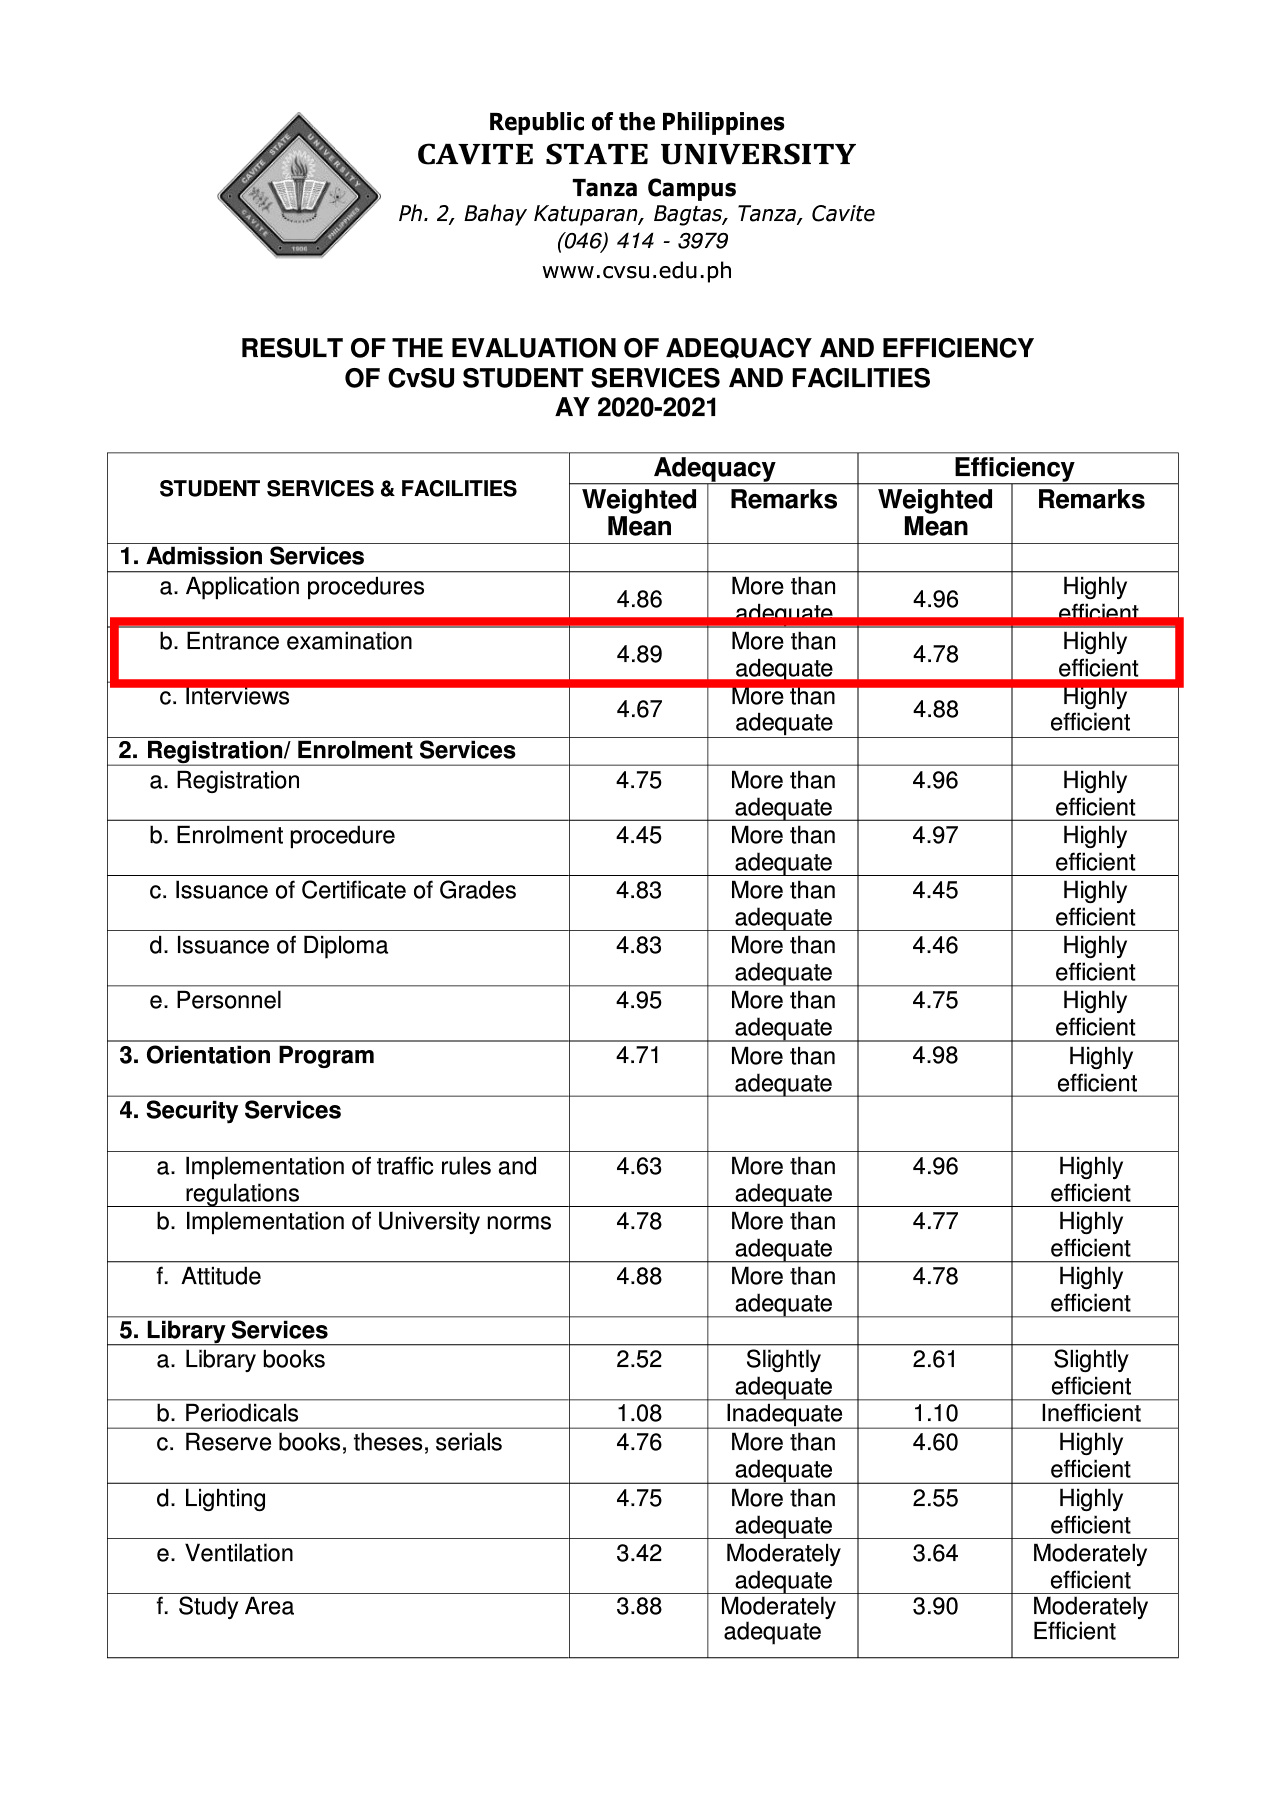 CAVITE STATE UNIVERSITY
CAVITE PHILIPPINES
1906
Republic of the Philippines
CAVITE STATE UNIVERSITY
Tanza Campus
Ph. 2, Bahay Katuparan, Bagtas, Tanza, Cavite
(046) 414 - 3979
www.cvsu.edu.ph
RESULT OF THE EVALUATION OF ADEQUACY AND EFFICIENCY
OF CvSU STUDENT SERVICES AND FACILITIES
AY 2020-2021
STUDENT SERVICES & FACILITIES Adequacy Efficiency
Weighted Remarks Weighted Remarks
Mean Mean
1. Admission Services
a. Application procedures 4.86 More than 4.96 Highly
adequate efficient
b. Entrance examination 4.89 More than 4.78 Highly
adequate efficient
c. Interviews 4.67 More than 4.88 Highly
adequate efficient
2. Registration/ Enrolment Services
a. Registration 4.75 More than 4.96 Highly
adequate efficient
b. Enrolment procedure 4.45 More than 4.97 Highly
adequate efficient
c. Issuance of Certificate of Grades 4.83 More than 4.45 Highly
adequate efficient
d. Issuance of Diploma 4.83 More than 4.46 Highly
adequate efficient
e. Personnel 4.95 More than 4.75 Highly
adequate efficient
3. Orientation Program 4.71 More than 4.98 Highly
adequate efficient
4. Security Services
a. Implementation of traffic rules and 4.63 More than 4.96 Highly
regulations adequate efficient
b. Implementation of University norms 4.78 More than 4.77 Highly
adequate efficient
f. Attitude 4.88 More than 4.78 Highly
adequate efficient
5. Library Services
a. Library books 2.52 Slightly 2.61 Slightly
adequate efficient
b. Periodicals 1.08 Inadequate 1.10 Inefficient
c. Reserve books, theses, serials 4.76 More than 4.60 Highly
adequate efficient
d. Lighting 4.75 More than 2.55 Highly
adequate efficient
e. Ventilation 3.42 Moderately 3.64 Moderately
adequate efficient
f. Study Area 3.88 Moderately 3.90 Moderately
adequate Efficient